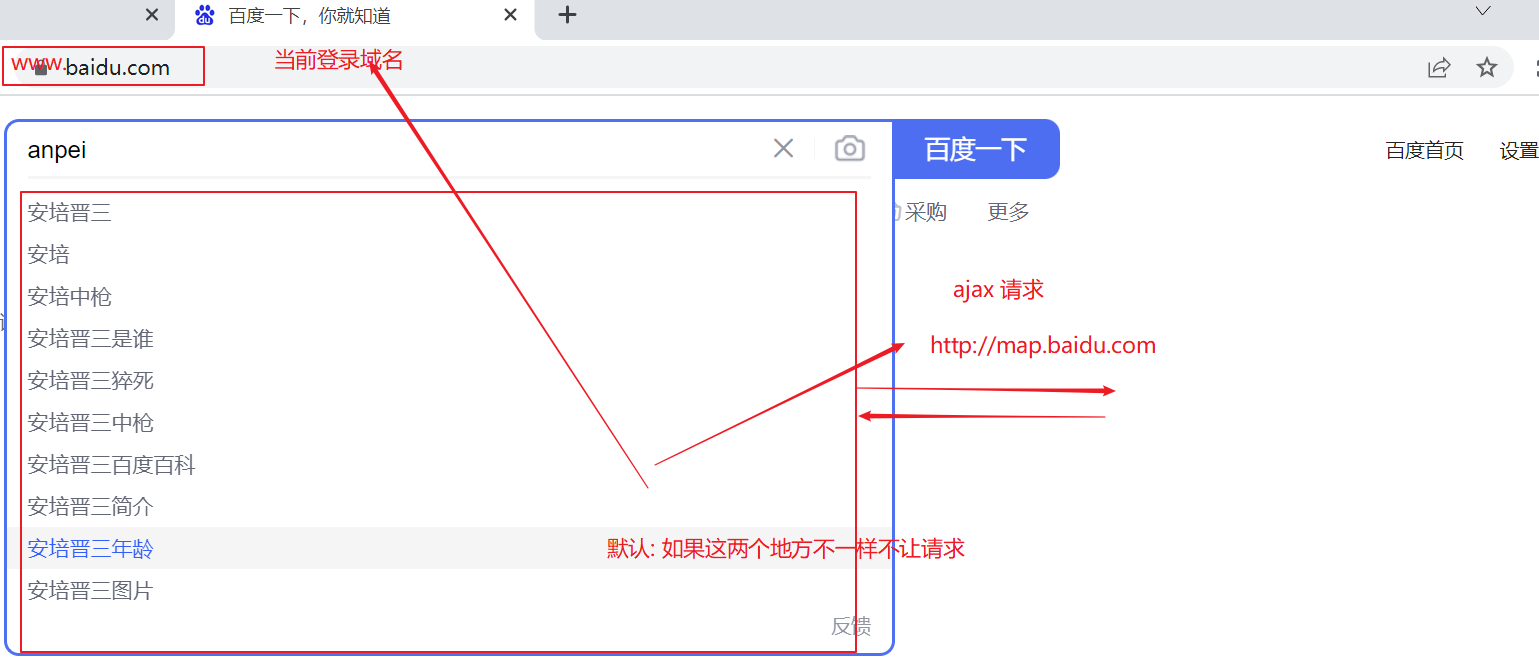 百度一下，你就知道
www.baidu.com
当前登录域名
anpei
百度一下
百度首页
设置
安培晋三
采购
更多
安培
ajax 请求
安培中枪
安培晋三是谁
http://map.baidu.com
安培晋三猝死
安培晋三中枪
安培晋三百度百科
安培晋三简介
安培晋三年龄
默认: 如果这两个地方不一样不让请求
安培晋三图片
反馈